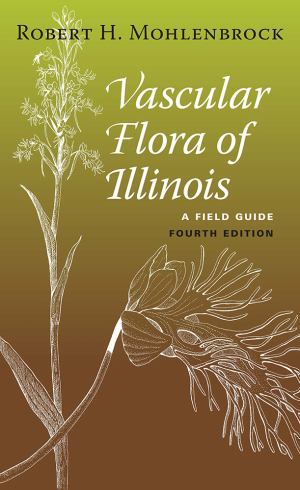 Robert H. Mohlenbrock
Vascular
Flora of
Illinois
A FIELD GUIDE
FOURTH EDITION